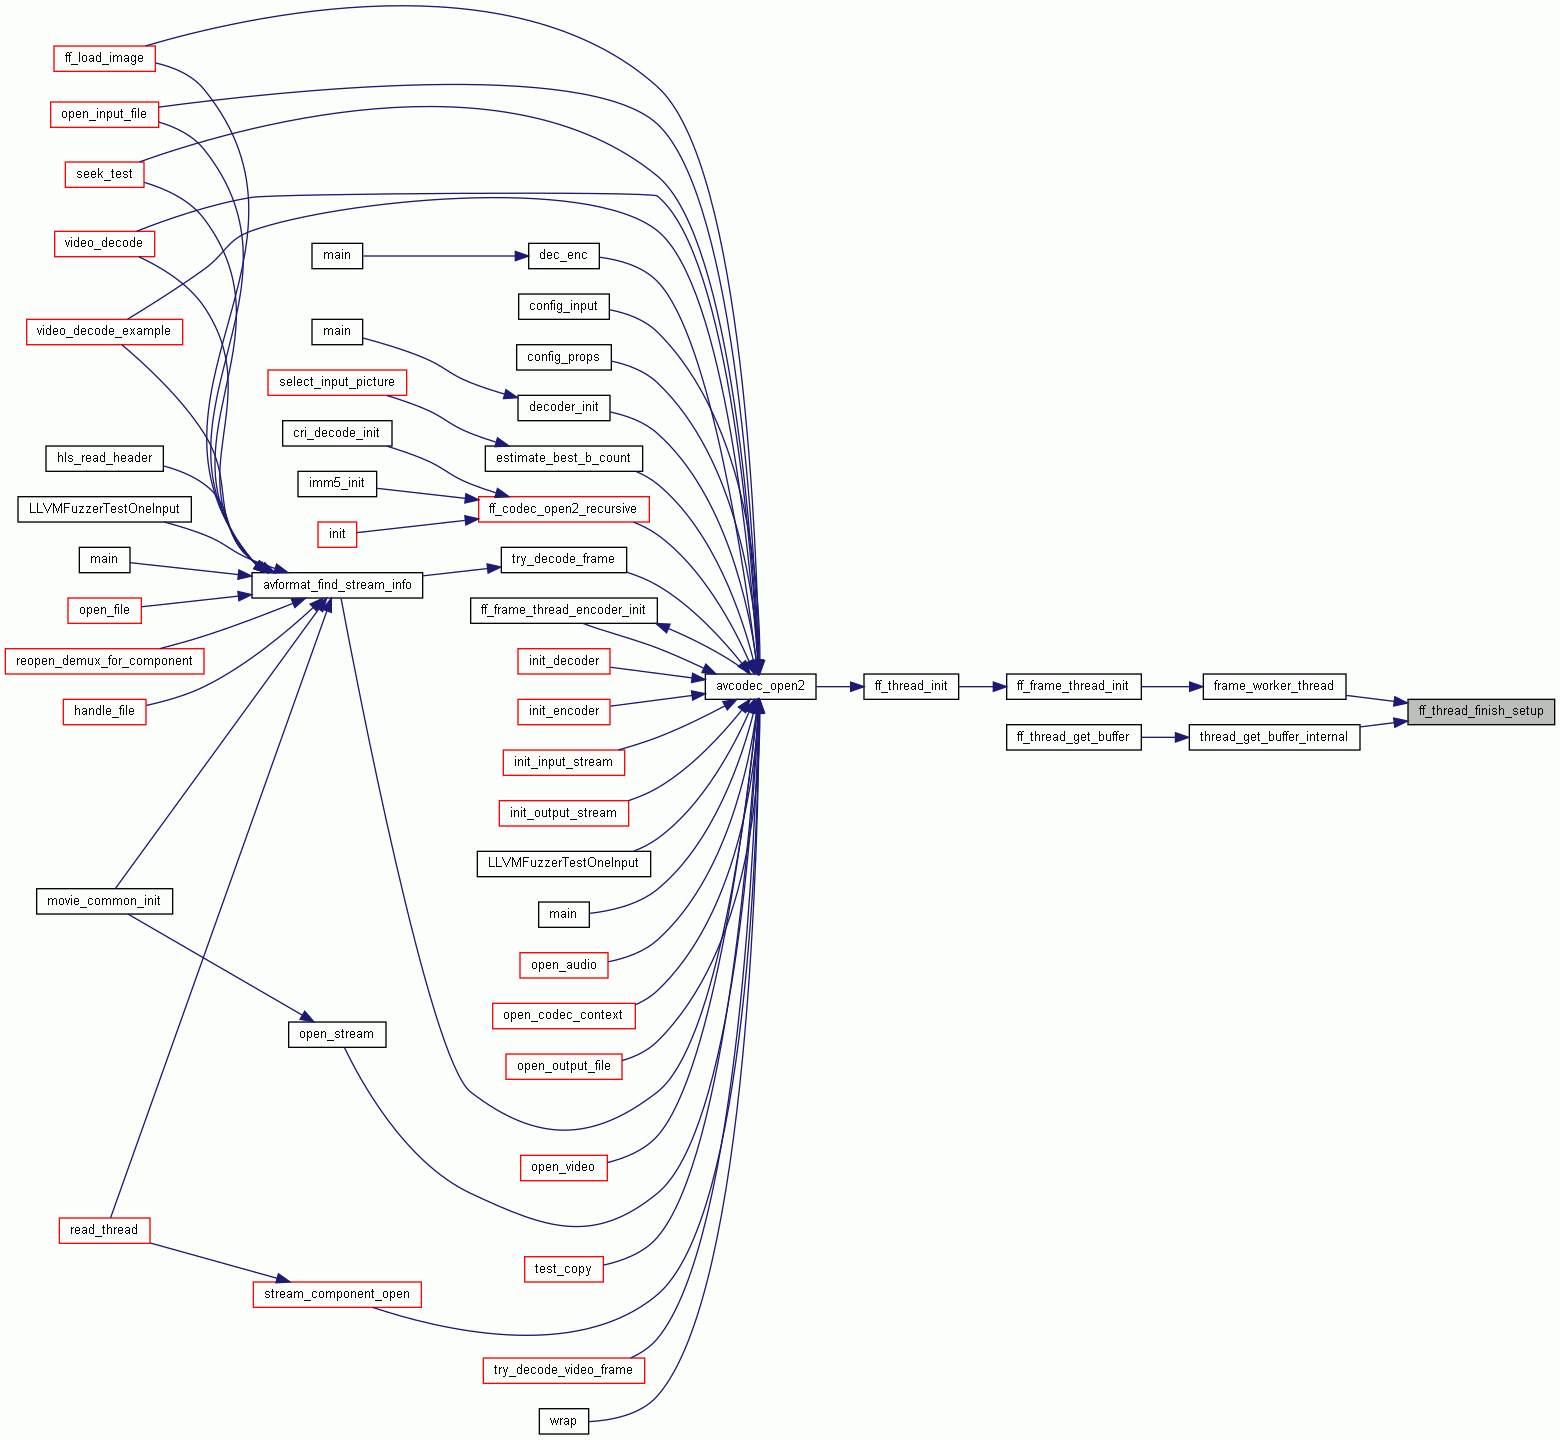 ff_load_image
open_input_file
seek_test
video_decode
video_decode_example
hls_read_header
LLVMFuzzerTestOneInput
main
open_file
reopen_demux_for_component
handle_file
movie_common_init
read_thread
main
main
select_input_picture
cri_decode_init
imm5_init
init
avformat_find_stream_info
open_stream
stream_component_open
dec_enc
config_input
config_props
decoder_init
estimate_best_b_count
ff_codec_open2_recursive
try_decode_frame
ff_frame_thread_encoder_init
init_decoder
init_encoder
init_input_stream
init_output_stream
LLVMFuzzerTestOneInput
main
open_audio
open_codec_context
open_output_file
open_video
test_copy
try_decode_video_frame
wrap
avcodec_open2
ff_thread_init
ff_frame_thread_init
ff_thread_get_buffer
frame_worker_thread
thread_get_buffer_internal
ff_thread_finish_setup